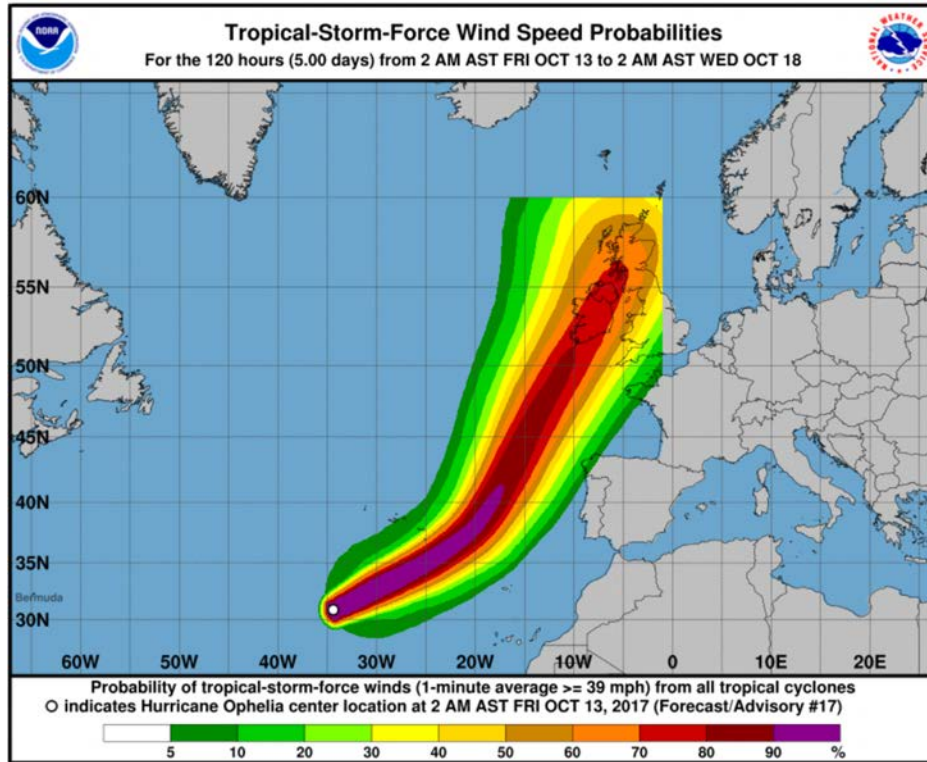 NOAA
Tropical-Storm-Force Wind Speed Probabilities
For the 120 hours (5.00 days) from 2 AM AST FRI OCT 13 to 2 AM AST WED OCT 18
NATIONAL WEATHER SERVICE
60N
55N
50N
45N
40N
35N
Bermuda
30N
60W 50W 40W 30W 20W 10W 0 10E 20E
Probability of tropical-storm-force winds (1-minute average >= 39 mph) from all tropical cyclones
indicates Hurricane Ophelia center location at 2 AM AST FRI OCT 13, 2017 (Forecast/Advisory #17)
5 10 20 30 40 50 60 70 80 90 %